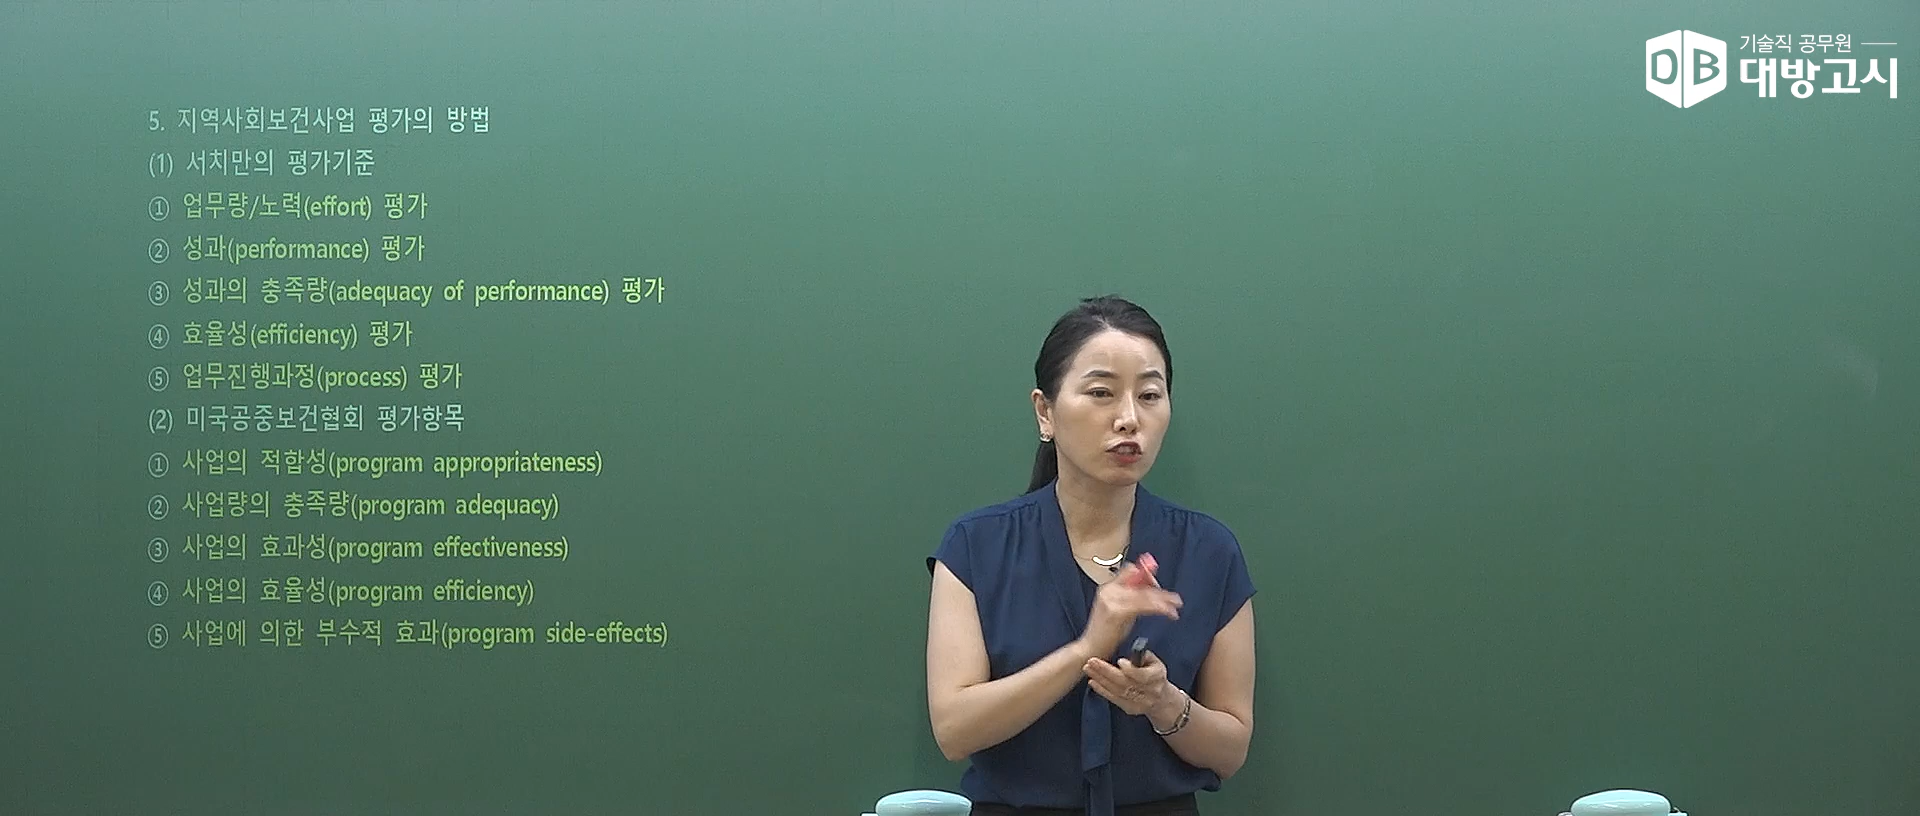 기술직 공무원
DB 대방고시
5. 지역사회보건사업 평가의 방법
(1) 서치만의 평가기준
① 업무량/노력(effort) 평가
② 성과(performance) 평가
③ 성과의 충족량(adequacy of performance) 평가
④ 효율성(efficiency) 평가
⑤ 업무진행과정(process) 평가
(2) 미국공중보건협회 평가항목
① 사업의 적합성(program appropriateness)
② 사업량의 충족량(program adequacy)
③ 사업의 효과성(program effectiveness)
④ 사업의 효율성(program efficiency)
⑤ 사업에 의한 부수적 효과(program side-effects)